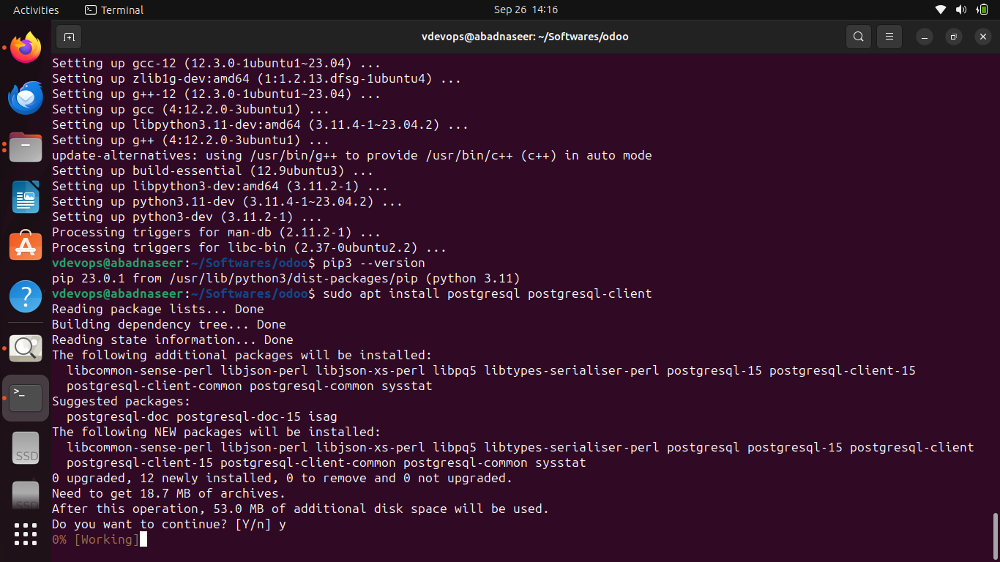 Activities
Terminal
Sep 26 14:16
vdevops@abadnaseer: ~/Softwares/odoo
Setting up gcc-12 (12.3.0-1ubuntu1~23.04) ...
Setting up zlib1g-dev:amd64 (1:1.2.13.dfsg-1ubuntu4) ...
Setting up g++-12 (12.3.0-1ubuntu1~23.04) ...
Setting up gcc (4:12.2.0-3ubuntu1) ...
Setting up libpython3.11-dev:amd64 (3.11.4-1~23.04.2) ...
Setting up g++ (4:12.2.0-3ubuntu1) ...
update-alternatives: using /usr/bin/g++ to provide /usr/bin/c++ (c++) in auto mode
Setting up build-essential (12.9ubuntu3) ...
Setting up libpython3-dev:amd64 (3.11.2-1) ...
Setting up python3.11-dev (3.11.4-1~23.04.2) ...
Setting up python3-dev (3.11.2-1) ...
Processing triggers for man-db (2.11.2-1) ...
Processing triggers for libc-bin (2.37-0ubuntu2.2) ...
vdevops@abadnaseer:~/Softwares/odoo$ pip3 --version
pip 23.0.1 from /usr/lib/python3/dist-packages/pip (python 3.11)
vdevops@abadnaseer:~/Softwares/odoo$ sudo apt install postgresql postgresql-client
Reading package lists... Done
Building dependency tree... Done
Reading state information... Done
The following additional packages will be installed:
libcommon-sense-perl libjson-perl libjson-xs-perl libpq5 libtypes-serialiser-perl postgresql-15 postgresql-client-15
postgresql-client-common postgresql-common sysstat
Suggested packages:
postgresql-doc postgresql-doc-15 isag
The following NEW packages will be installed:
libcommon-sense-perl libjson-perl libjson-xs-perl libpq5 libtypes-serialiser-perl postgresql postgresql-15 postgresql-client
postgresql-client-15 postgresql-client-common postgresql-common sysstat
0 upgraded, 12 newly installed, 0 to remove and 0 not upgraded.
Need to get 18.7 MB of archives.
After this operation, 53.0 MB of additional disk space will be used.
Do you want to continue? [Y/n] y
0% [Working]
SSD
SSD